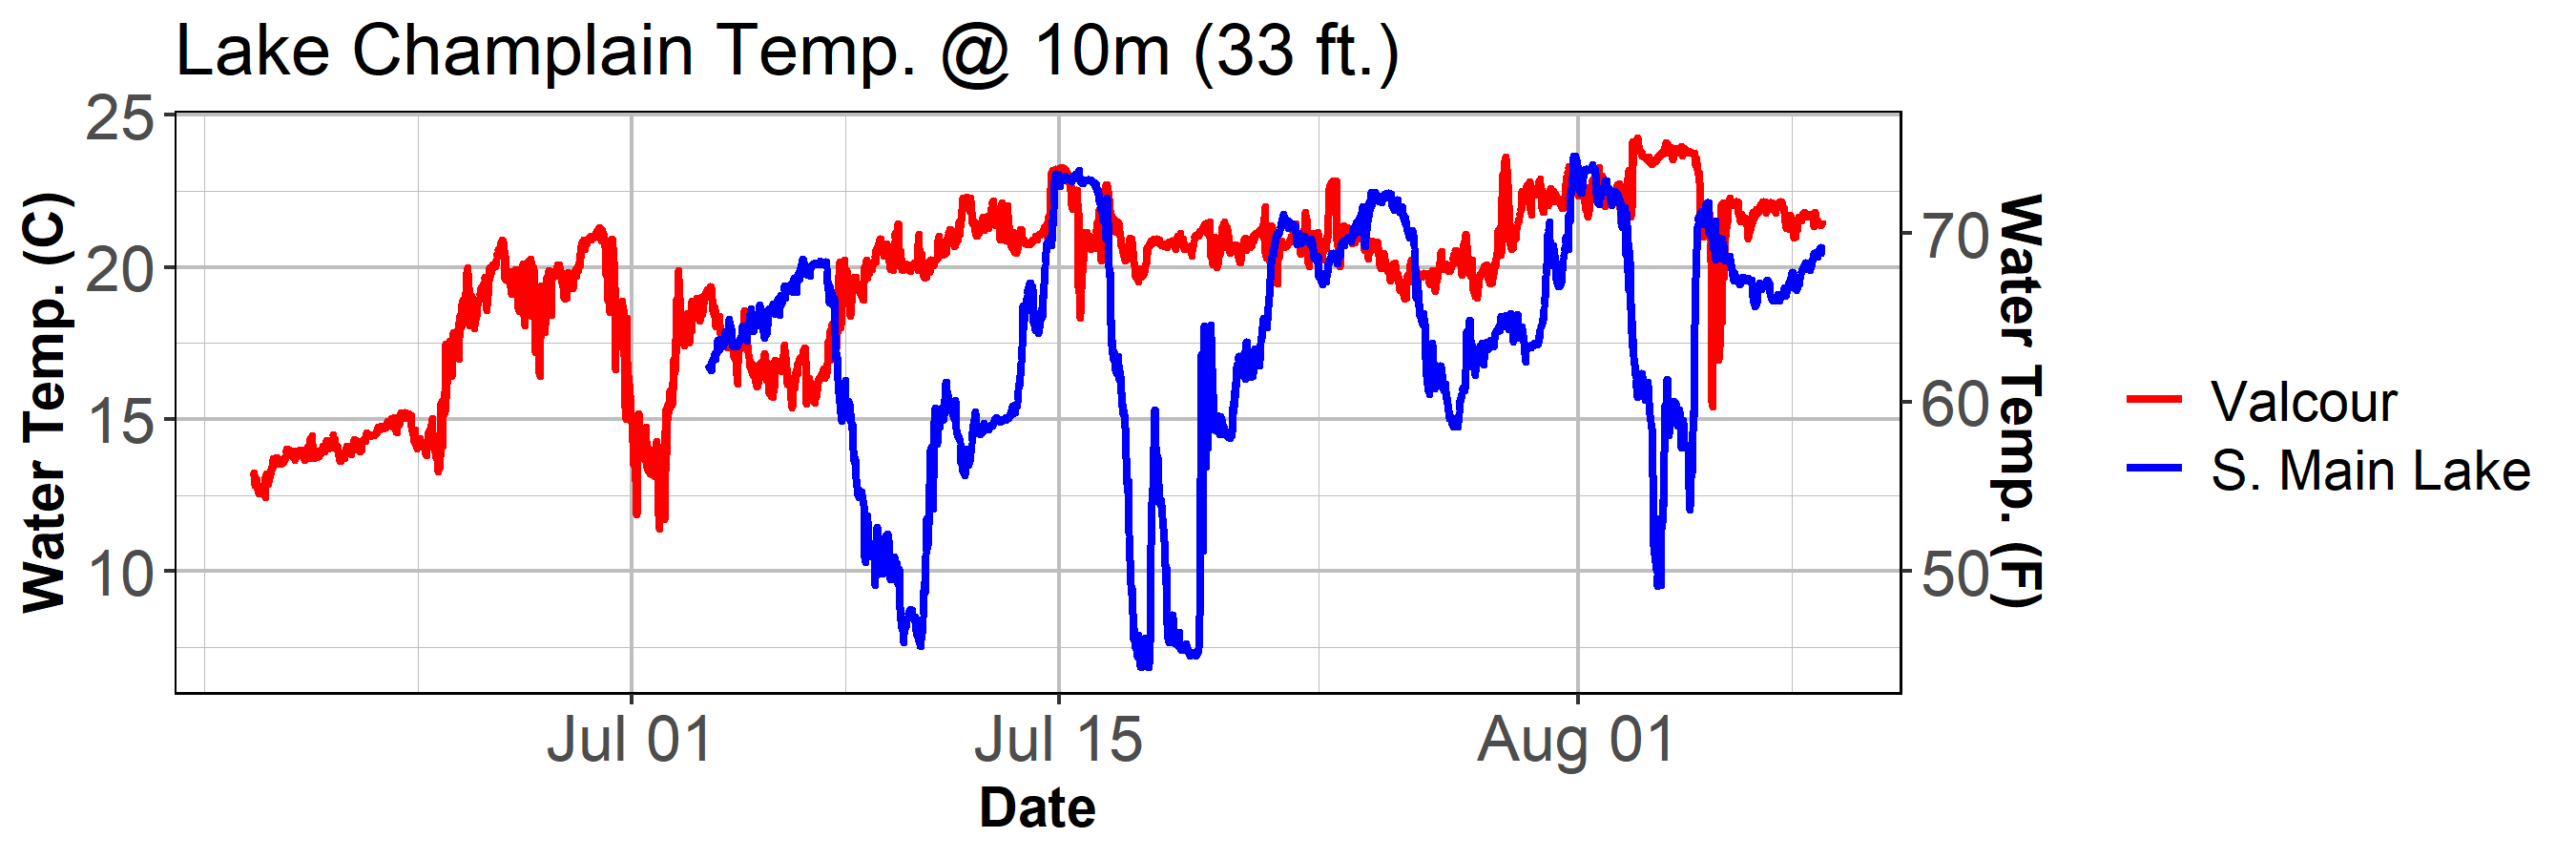 Lake Champlain Temp. @ 10m (33 ft.)
25
20
15
10
Water Temp. (C)
70
60
50
Water Temp. (F)
Jul 01
Jul 15
Aug 01
Date
Valcour
S. Main Lake